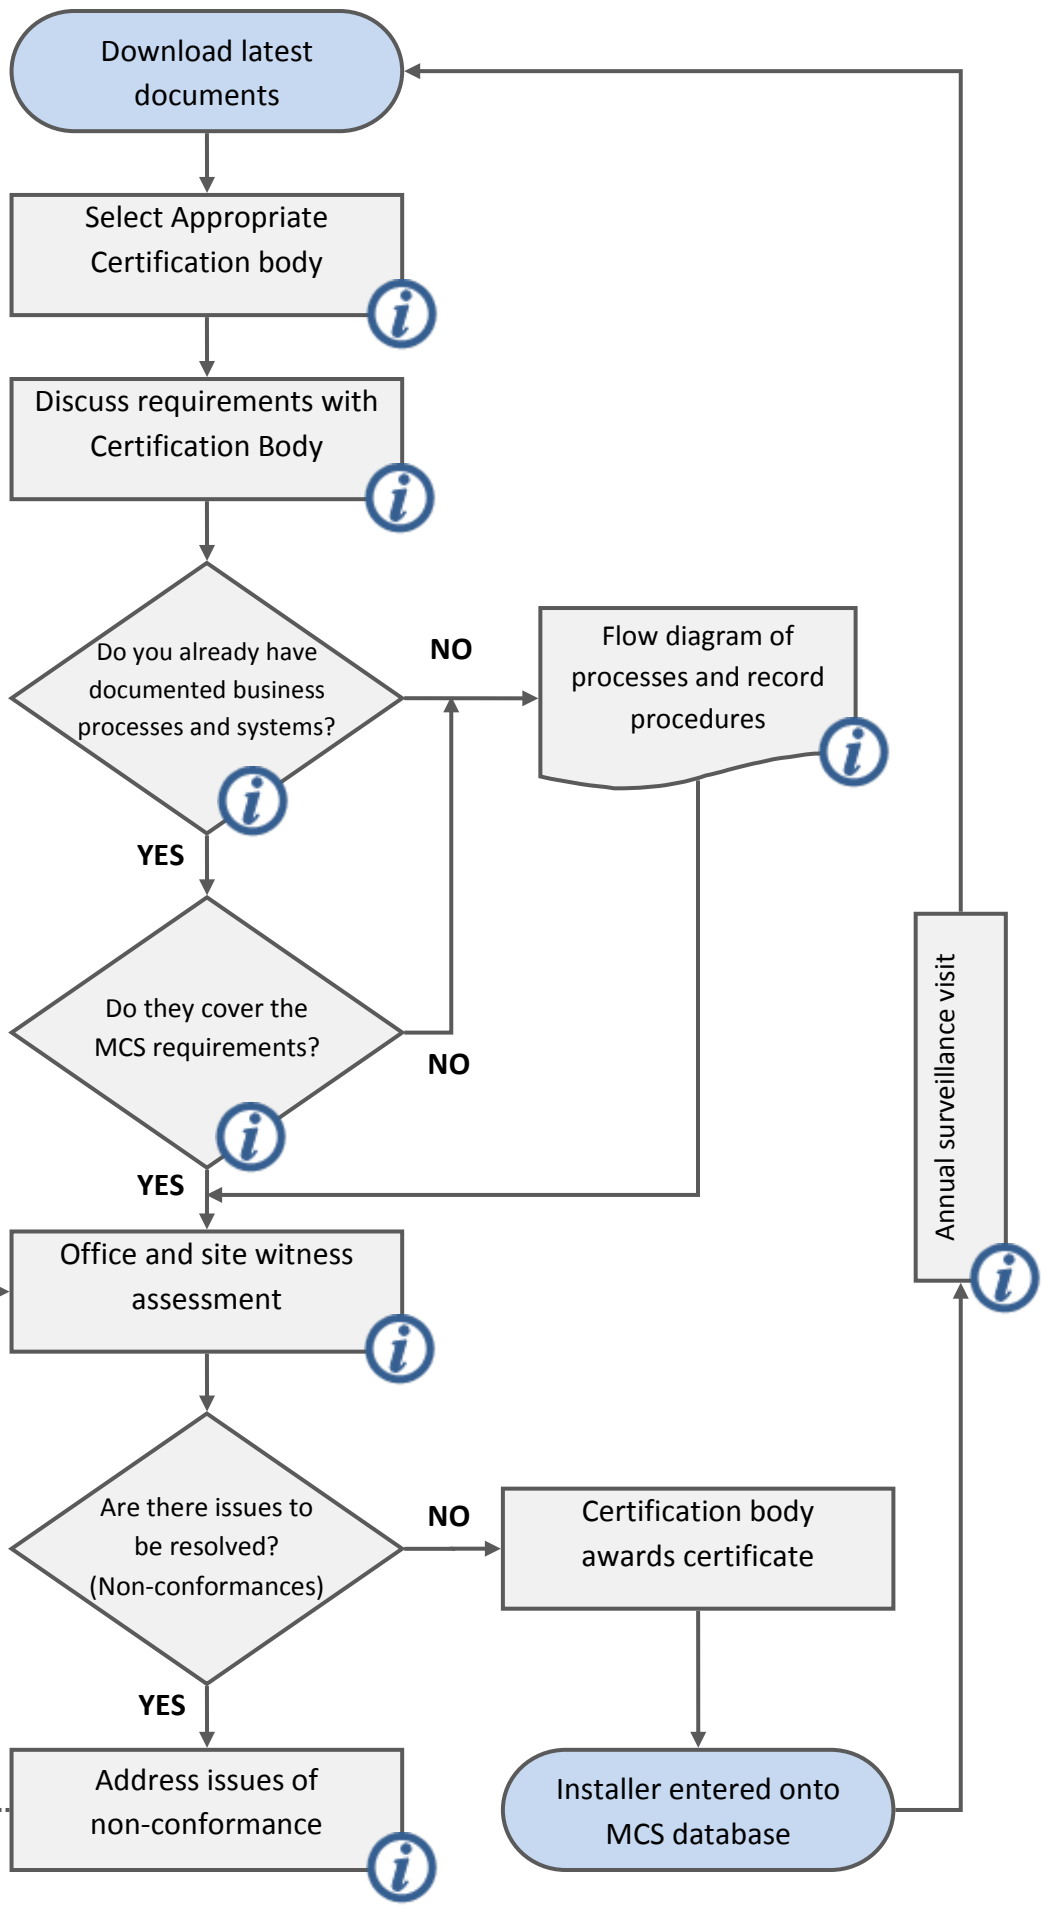 Download latest
documents
Select Appropriate
Certification body
i
Discuss requirements with
Certification Body
i
Do you already have
documented business
processes and systems?
i
NO
Flow diagram of
processes and record
procedures
i
YES
Do they cover the
MCS requirements?
i
NO
YES
Annual surveillance visit
i
Office and site witness
assessment
i
Are there issues to
be resolved?
(Non-conformances)
NO
Certification body
awards certificate
YES
Address issues of
non-conformance
i
Installer entered onto
MCS database